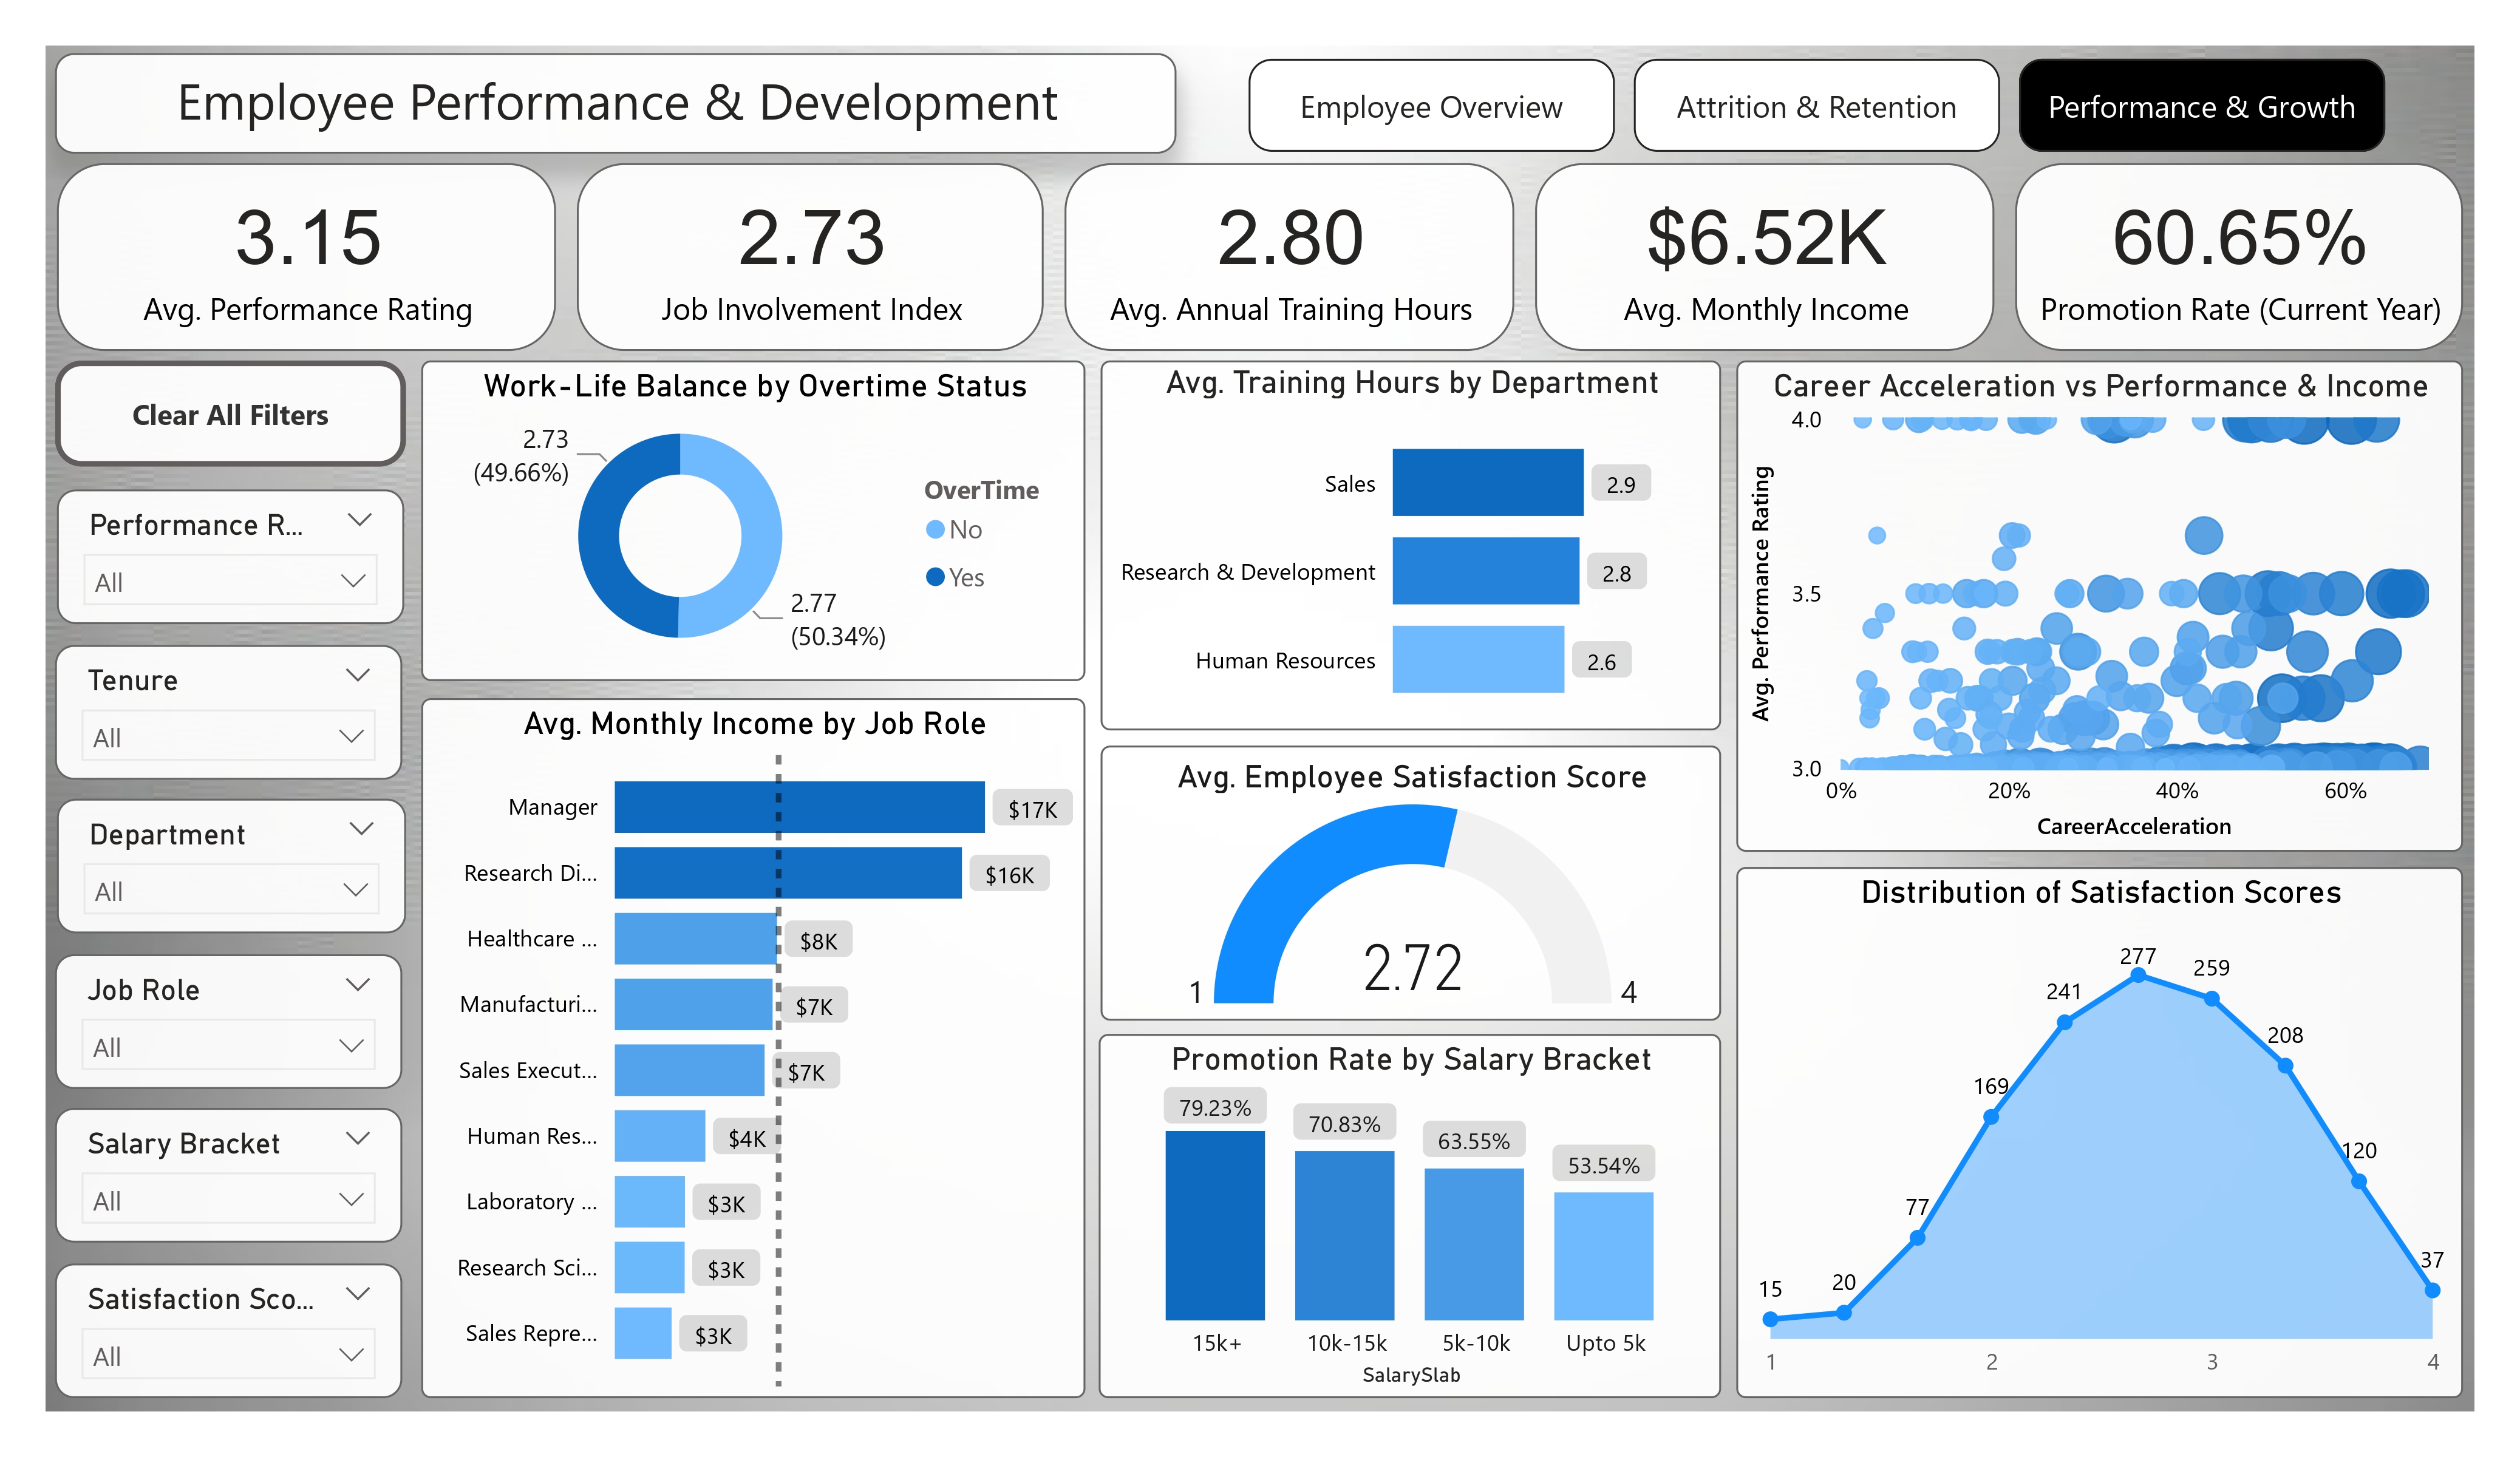 Employee Performance & Development
Employee Overview
Attrition & Retention
Performance & Growth
3.15
Avg. Performance Rating
2.73
Job Involvement Index
2.80
Avg. Annual Training Hours
$6.52K
Avg. Monthly Income
60.65%
Promotion Rate (Current Year)
Clear All Filters
Performance R...
All
Tenure
All
Department
All
Job Role
All
Salary Bracket
All
Satisfaction Sco...
All
Work-Life Balance by Overtime Status
2.73
(49.66%)
2.77
(50.34%)
OverTime
No
Yes
Avg. Monthly Income by Job Role
Manager $17K
Research Di... $16K
Healthcare ... $8K
Manufacturi... $7K
Sales Execut... $7K
Human Res... $4K
Laboratory ... $3K
Research Sci... $3K
Sales Repre... $3K
Avg. Training Hours by Department
Sales 2.9
Research & Development 2.8
Human Resources 2.6
Avg. Employee Satisfaction Score
2.72
1 4
Promotion Rate by Salary Bracket
79.23% 70.83% 63.55% 53.54%
15k+ 10k-15k 5k-10k Upto 5k
SalarySlab
Career Acceleration vs Performance & Income
Avg. Performance Rating
4.0
3.5
3.0
0% 20% 40% 60%
CareerAcceleration
Distribution of Satisfaction Scores
15 20 77 169 241 277 259 208 120 37
1 2 3 4